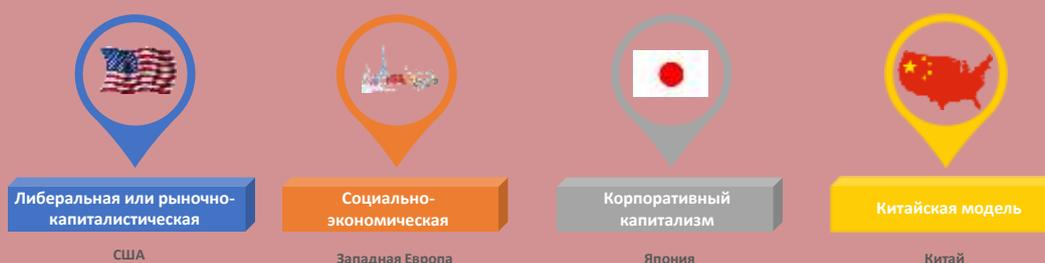 Либеральная или рыночно-
капиталистическая
Социально-
экономическая
Корпоративный
капитализм
Китайская модель
США
Западная Европа
Япония
Китай